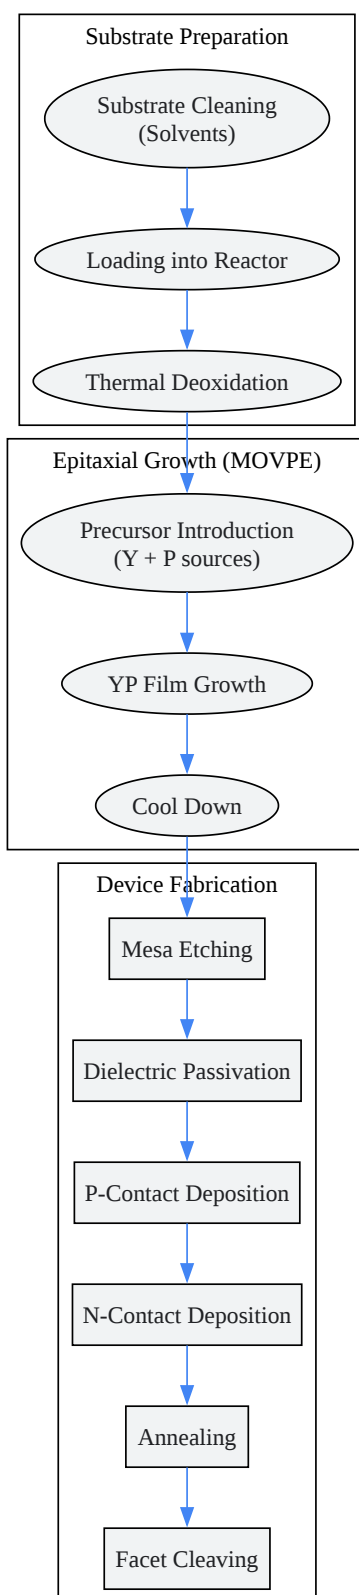 Substrate Preparation
Substrate Cleaning
(Solvents)
Loading into Reactor
Thermal Deoxidation
Epitaxial Growth (MOVPE)
Precursor Introduction
(Y + P sources)
YP Film Growth
Cool Down
Device Fabrication
Mesa Etching
Dielectric Passivation
P-Contact Deposition
N-Contact Deposition
Annealing
Facet Cleaving